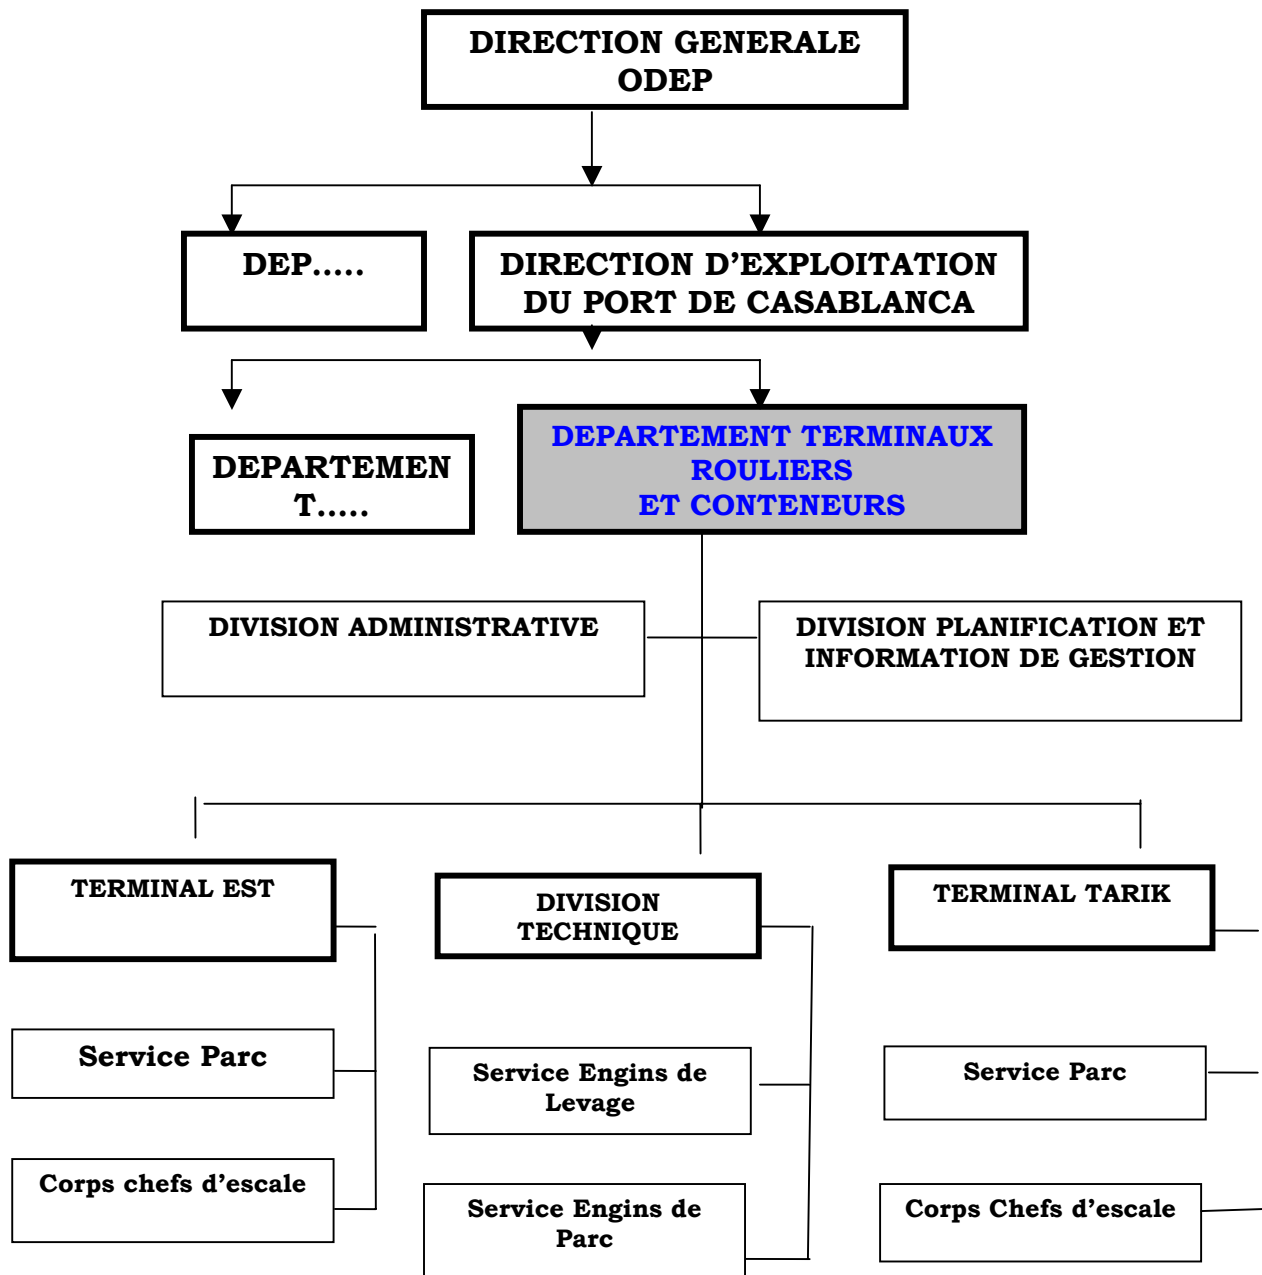 DIRECTION GENERALE
ODEP
DEP.....
DIRECTION D’EXPLOITATION
DU PORT DE CASABLANCA
DEPARTEMEN
T.....
DEPARTEMENT TERMINAUX
ROULIERS
ET CONTENEURS
DIVISION ADMINISTRATIVE
DIVISION PLANIFICATION ET
INFORMATION DE GESTION
TERMINAL EST
DIVISION
TECHNIQUE
TERMINAL TARIK
Service Parc
Service Engins de
Levage
Service Parc
Corps chefs d’escale
Service Engins de
Parc
Corps Chefs d’escale